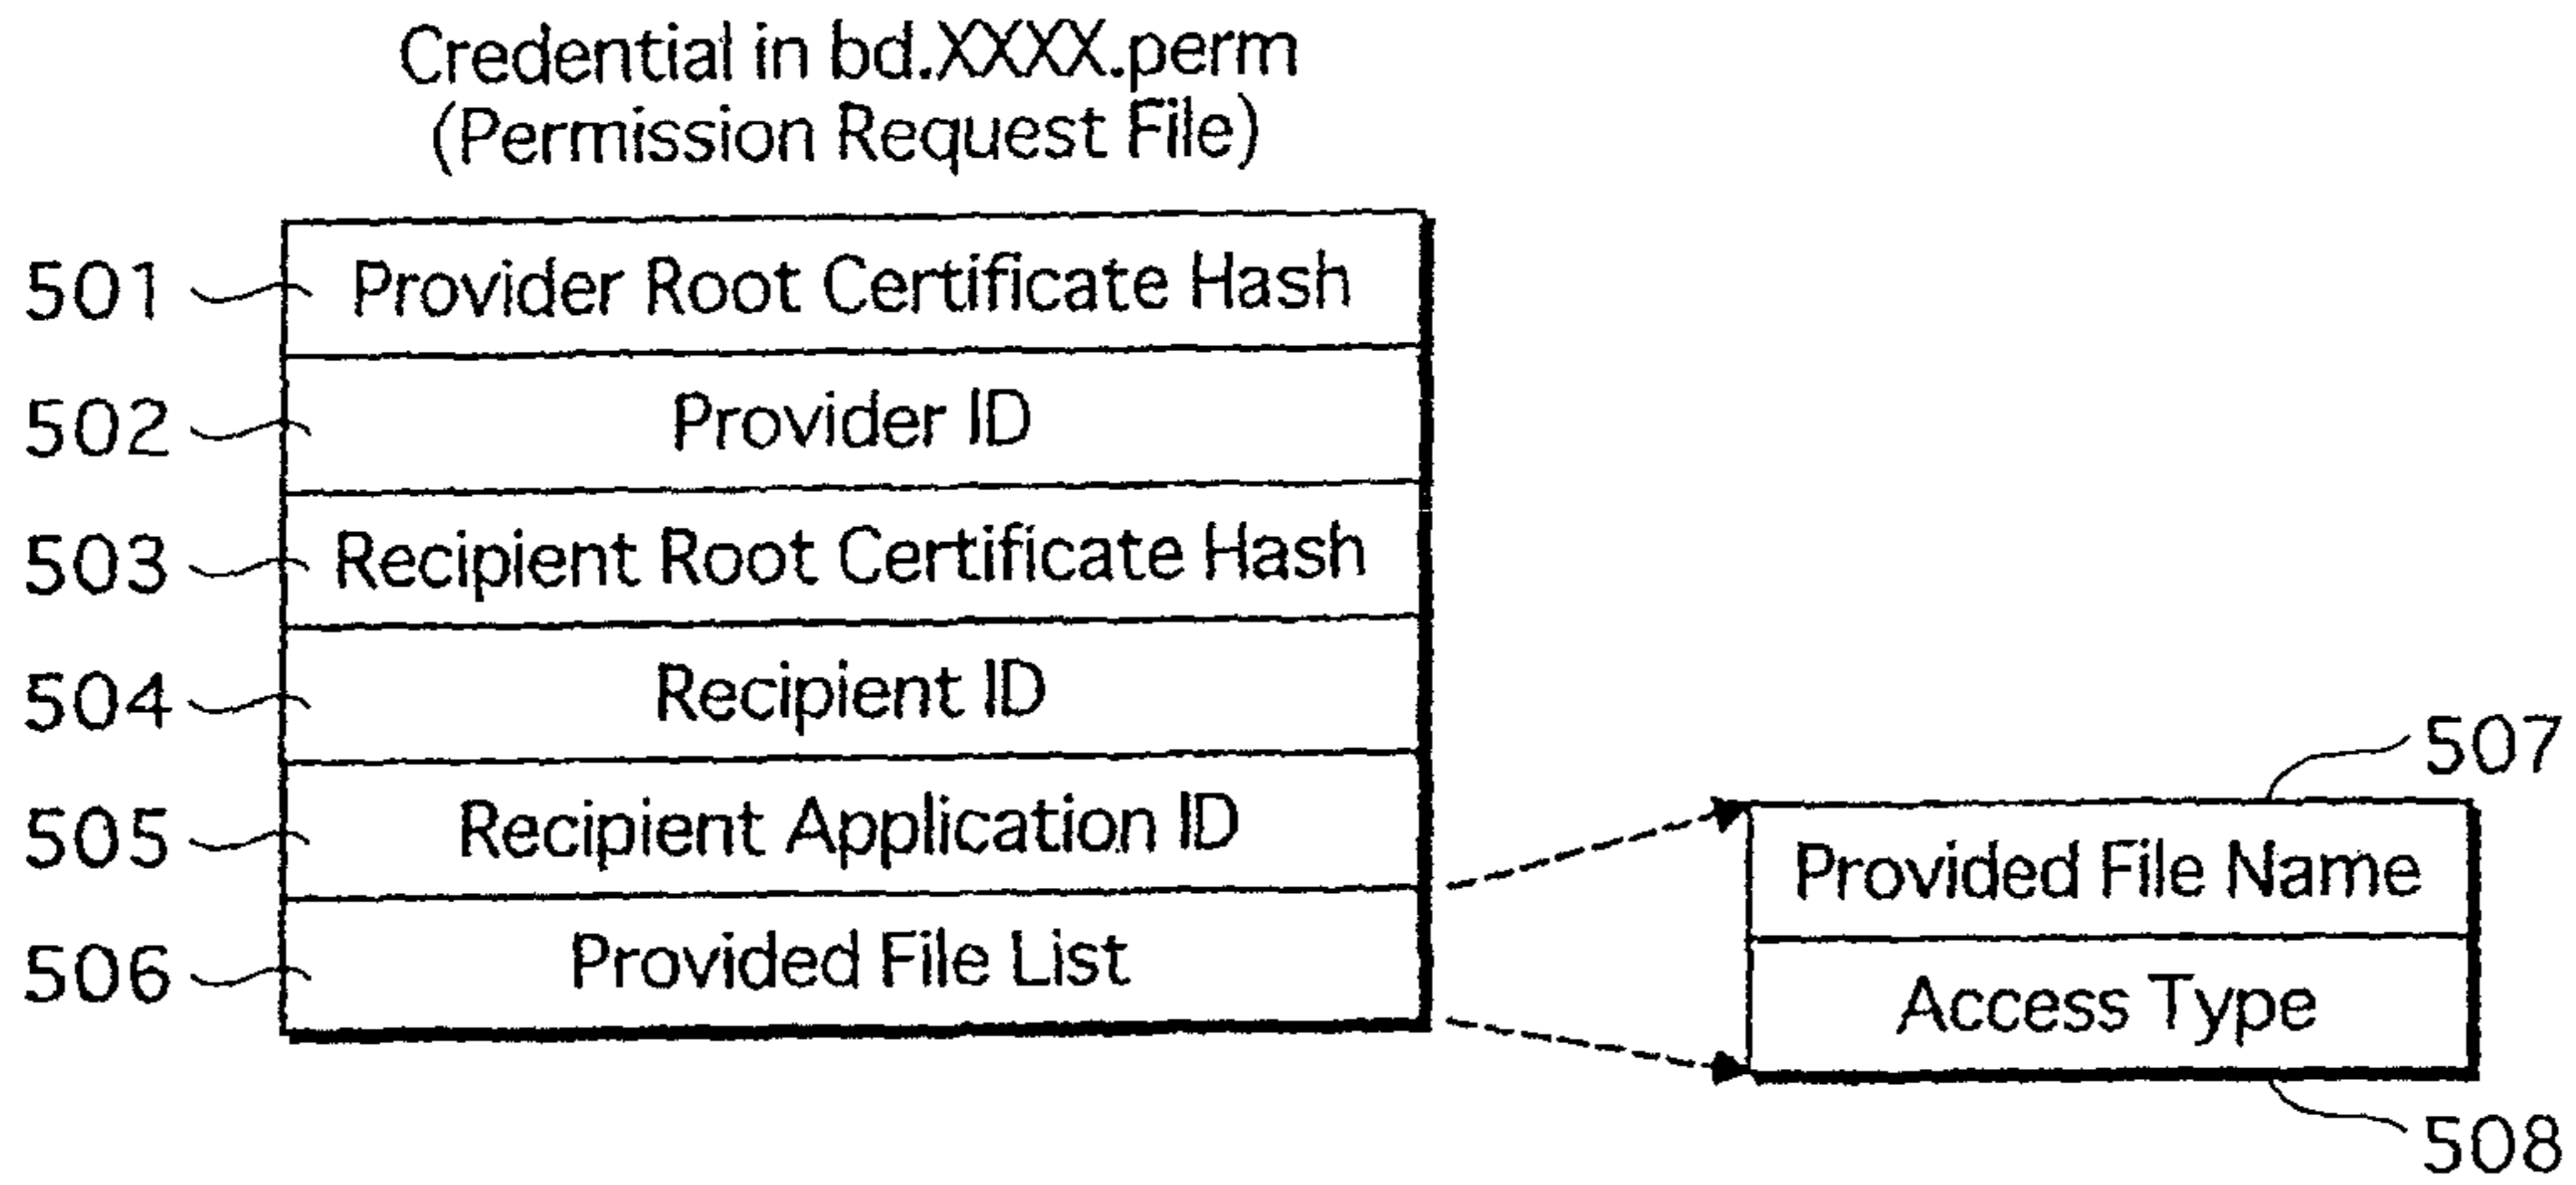 Credential in bd.XXXX.perm
(Permission Request File)
501 Provider Root Certificate Hash
502 Provider ID
503 Recipient Root Certificate Hash
504 Recipient ID
505 Recipient Application ID
506 Provided File List
507
Provided File Name
Access Type
508